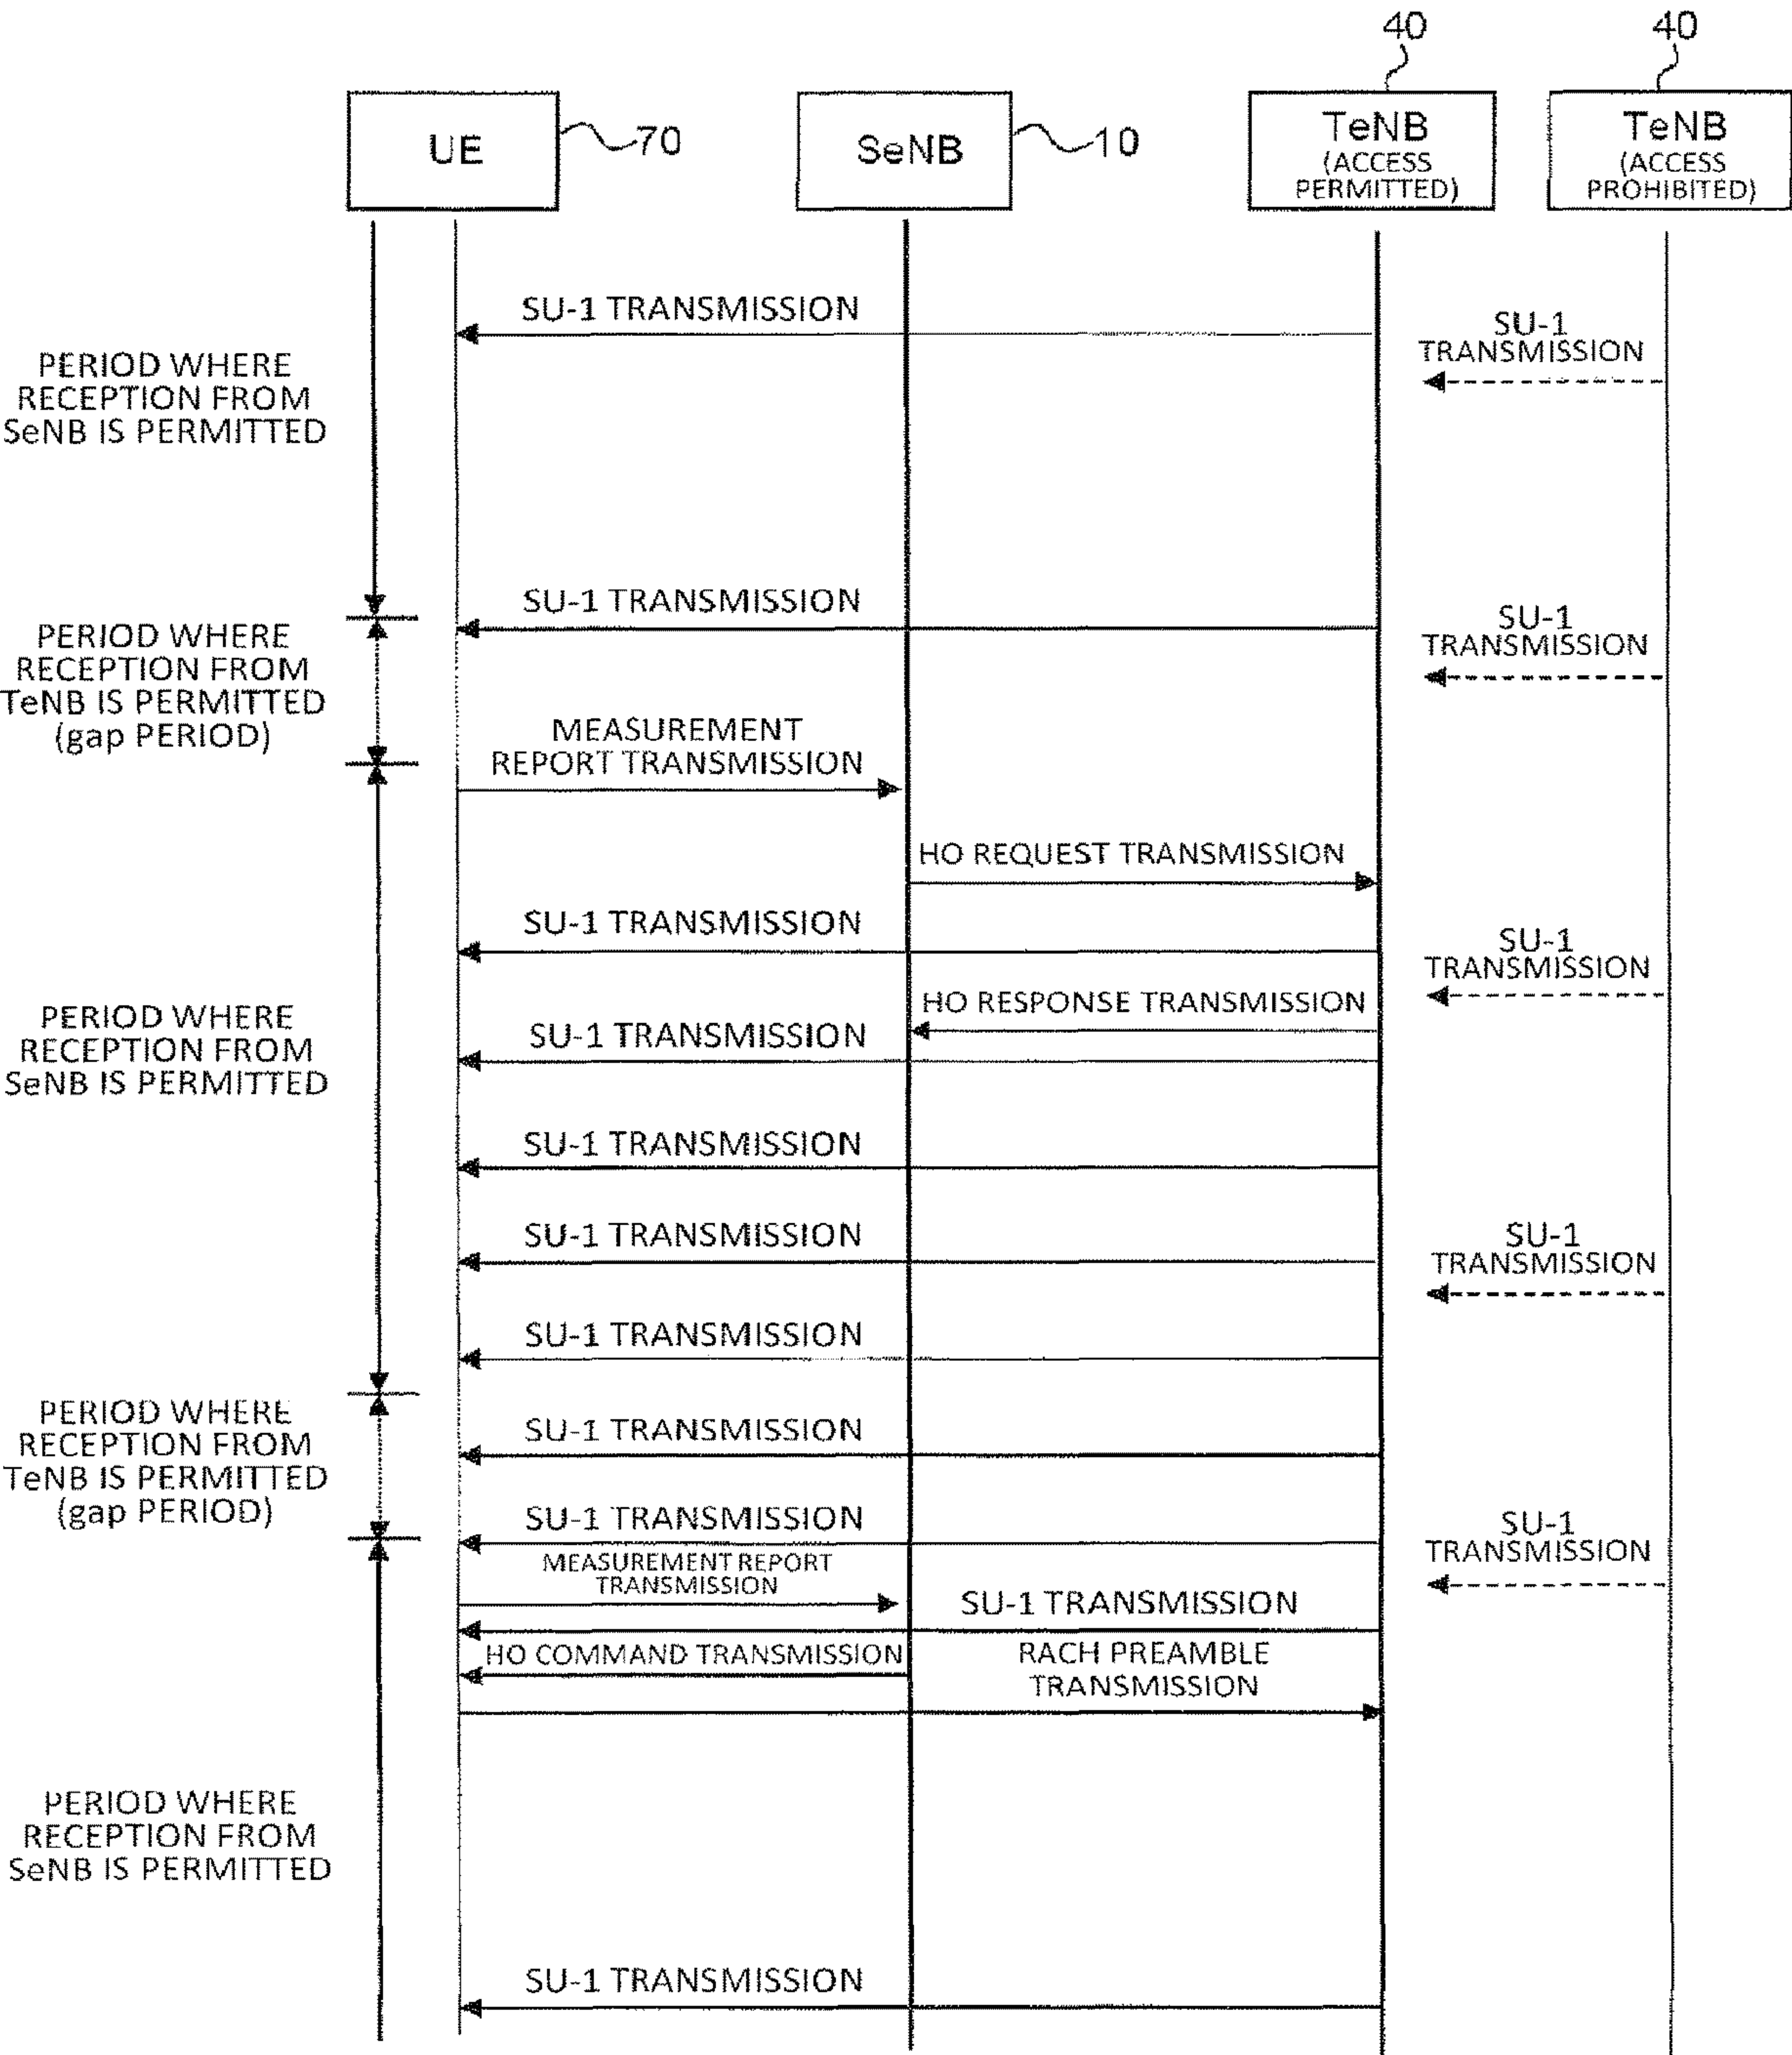 40
40
UE
70
SeNB
10
TeNB
(ACCESS
PERMITTED)
TeNB
(ACCESS
PROHIBITED)
SU-1 TRANSMISSION
SU-1
TRANSMISSION
PERIOD WHERE
RECEPTION FROM
SeNB IS PERMITTED
SU-1 TRANSMISSION
SU-1
TRANSMISSION
PERIOD WHERE
RECEPTION FROM
TeNB IS PERMITTED
(gap PERIOD)
MEASUREMENT
REPORT TRANSMISSION
HO REQUEST TRANSMISSION
SU-1 TRANSMISSION
SU-1
TRANSMISSION
HO RESPONSE TRANSMISSION
PERIOD WHERE
RECEPTION FROM
SeNB IS PERMITTED
SU-1 TRANSMISSION
SU-1 TRANSMISSION
SU-1 TRANSMISSION
SU-1
TRANSMISSION
SU-1 TRANSMISSION
PERIOD WHERE
RECEPTION FROM
TeNB IS PERMITTED
(gap PERIOD)
SU-1 TRANSMISSION
SU-1 TRANSMISSION
SU-1
TRANSMISSION
MEASUREMENT REPORT
TRANSMISSION
SU-1 TRANSMISSION
HO COMMAND TRANSMISSION
RACH PREAMBLE
TRANSMISSION
PERIOD WHERE
RECEPTION FROM
SeNB IS PERMITTED
SU-1 TRANSMISSION